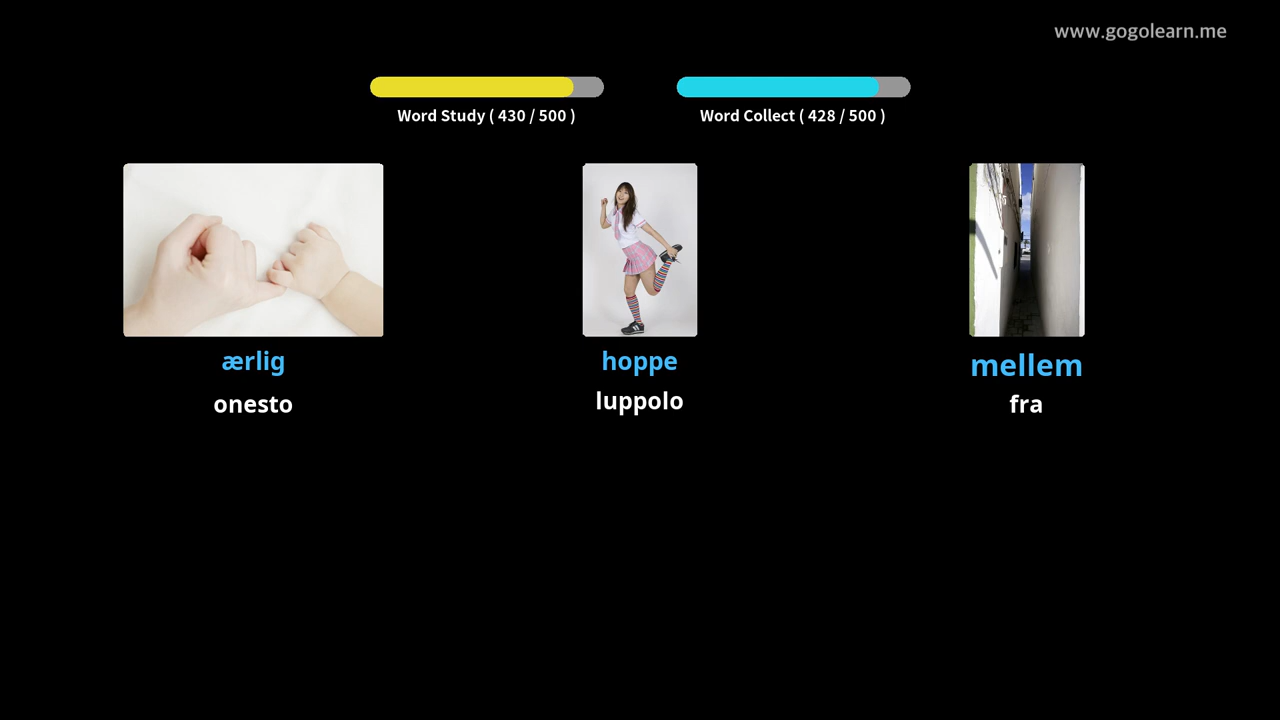 www.gogolearn.me
Word Study ( 430 / 500 )
Word Collect ( 428 / 500 )
ærlig
hoppe
mellem
onesto
luppolo
fra